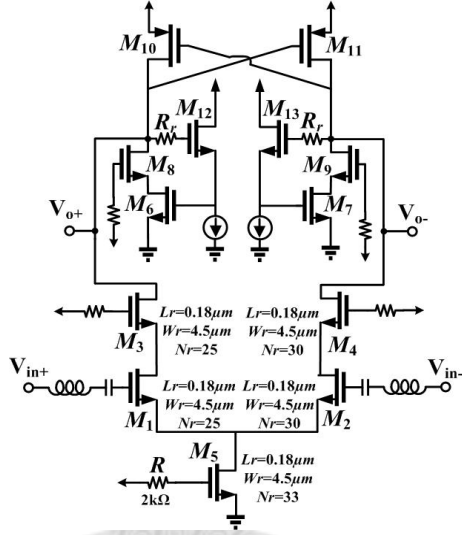 M10
M11
M12
M13
Rr
Rr
M8
M9
M6
M7
Vo+
Vo-
Lr=0.18μm
Wr=4.5μm
Nr=25
Lr=0.18μm
Wr=4.5μm
Nr=30
M3
M4
Vin+
Vin-
Lr=0.18μm
Wr=4.5μm
Nr=25
Lr=0.18μm
Wr=4.5μm
Nr=30
M1
M2
M5
R
2kΩ
Lr=0.18μm
Wr=4.5μm
Nr=33